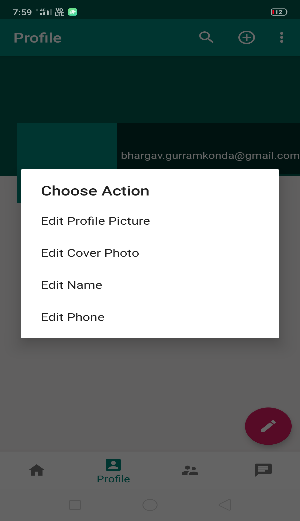 7:59
Profile
bhargav.gurramkonda@gmail.com
Choose Action
Edit Profile Picture
Edit Cover Photo
Edit Name
Edit Phone
Profile